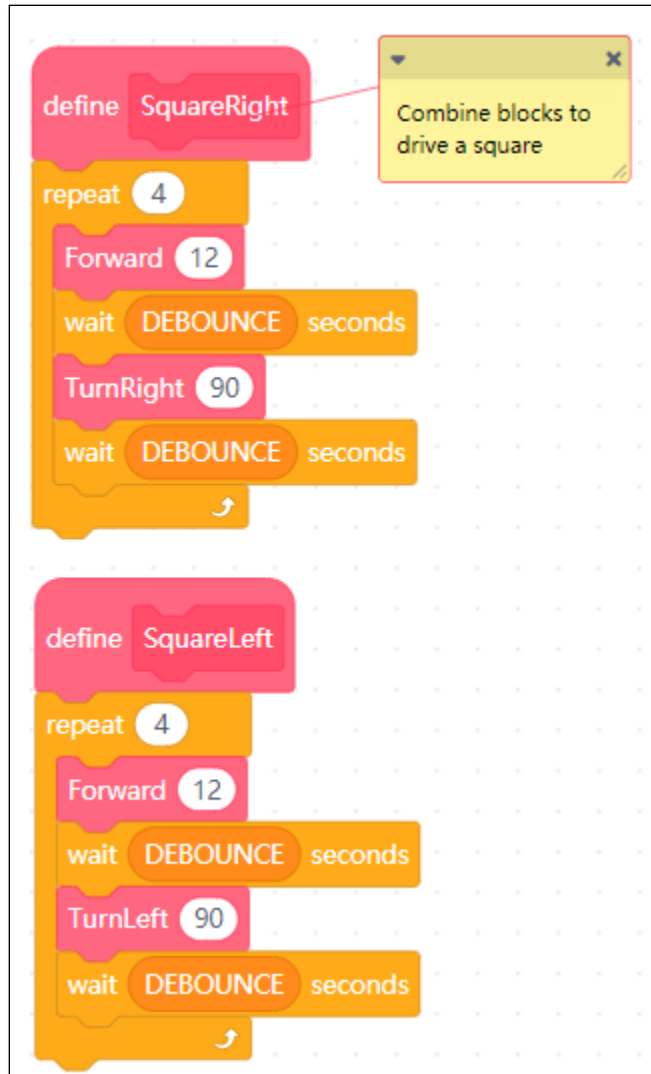 define SquareRight
Combine blocks to
drive a square
repeat 4
Forward 12
wait DEBOUNCE seconds
TurnRight 90
wait DEBOUNCE seconds
define SquareLeft
repeat 4
Forward 12
wait DEBOUNCE seconds
TurnLeft 90
wait DEBOUNCE seconds